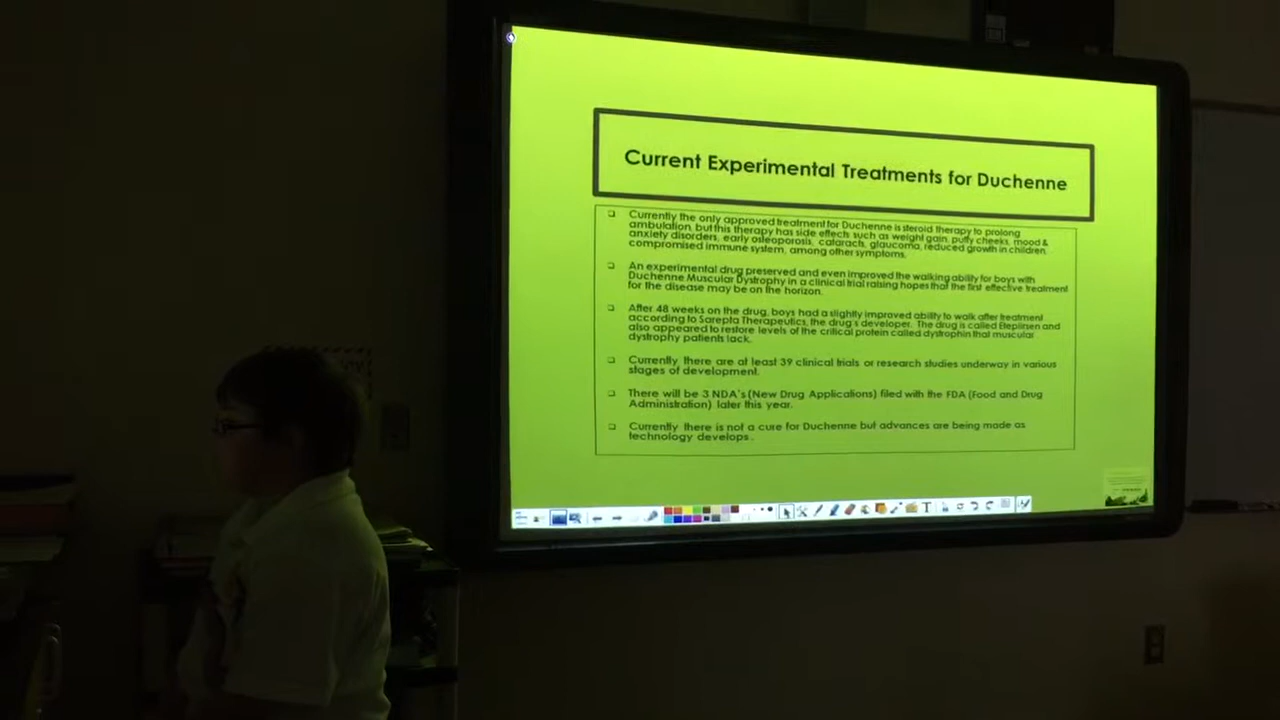 Current Experimental Treatments for Duchenne
Currently the only approved treatment for Duchenne is steroid therapy to prolong
ambulation, but this therapy has side effects such as weight gain, puffy cheeks, mood &
anxiety disorders, early osteoporosis, cataracts, glaucoma, reduced growth in children,
compromised immune system, among other symptoms.
An experimental drug preserved and even improved the walking ability for boys with
Duchenne Muscular Dystrophy in a clinical trial raising hopes that the first effective treatment
for the disease may be on the horizon.
After 48 weeks on the drug, boys had a slightly improved ability to walk after treatment
according to Sarepta Therapeutics, the drug's developer. The drug is called Eteplirsen and
also appeared to restore levels of the critical protein called dystrophin that muscular
dystrophy patients lack.
Currently, there are at least 39 clinical trials or research studies underway in various
stages of development.
There will be 3 NDA's (New Drug Applications) filed with the FDA (Food and Drug
Administration) later this year.
Currently there is not a cure for Duchenne but advances are being made as
technology develops.